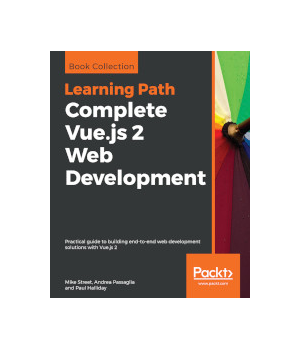 Book Collection
Learning Path
Complete
Vue.js 2
Web
Development
Practical guide to building end-to-end web development
solutions with Vue.js 2
Mike Street, Andrea Passaglia
and Paul Halliday
Packt>
www.packt.com